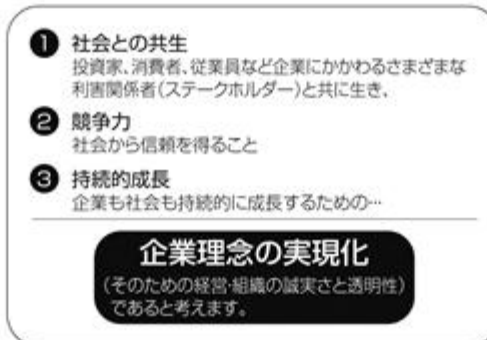 ❶ 社会との共生
投資家、消費者、従業員など企業にかかわるさまざまな
利害関係者(ステークホルダー)と共に生き、
❷ 競争力
社会から信頼を得ること
❸ 持続的成長
企業も社会も持続的に成長するための…
企業理念の実現化
(そのための経営・組織の誠実さと透明性)
であると考えます。